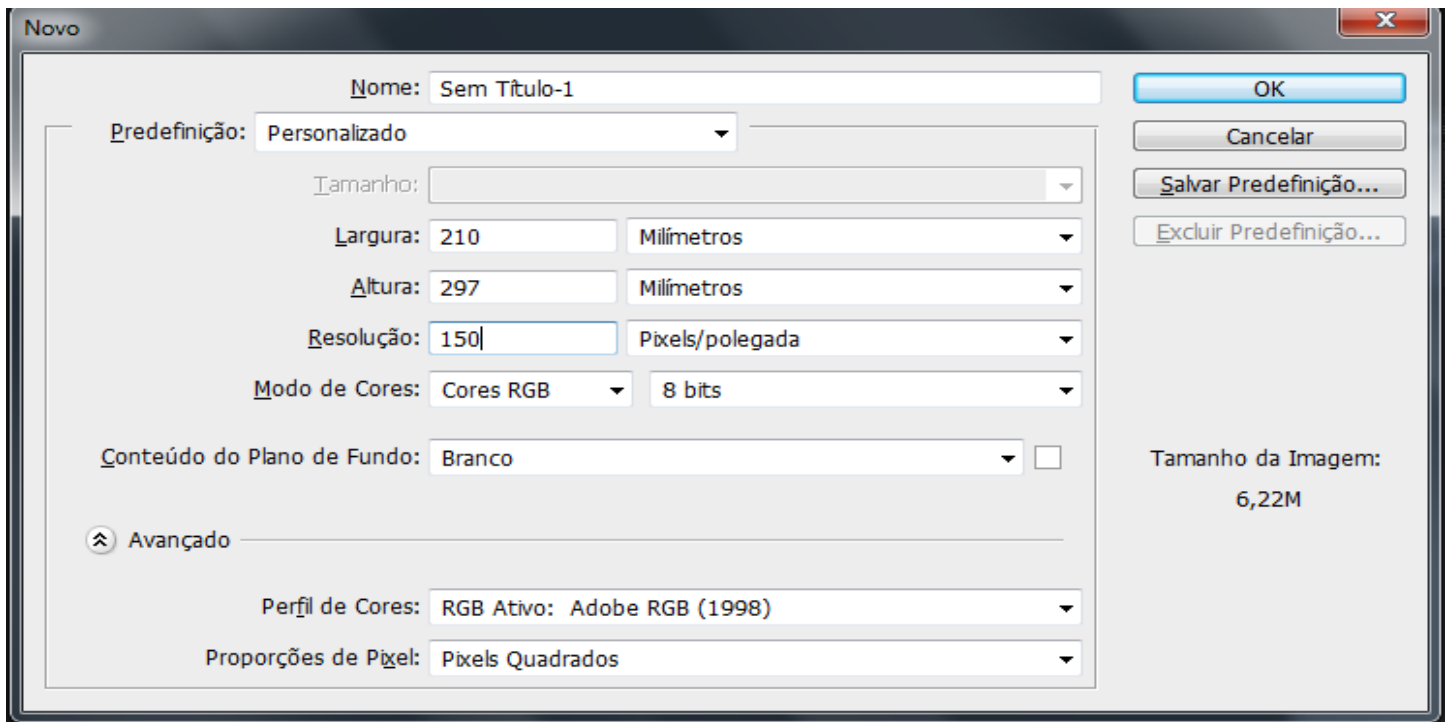 Novo
Nome: Sem Título-1
OK
Predefinição: Personalizado
Cancelar
Tamanho:
Salvar Predefinição...
Largura: 210 Milímetros
Excluir Predefinição...
Altura: 297 Milímetros
Resolução: 150 Pixels/polegada
Modo de Cores: Cores RGB 8 bits
Conteúdo do Plano de Fundo: Branco
Tamanho da Imagem:
6,22M
Avançado
Perfil de Cores: RGB Ativo: Adobe RGB (1998)
Proporções de Pixel: Pixels Quadrados